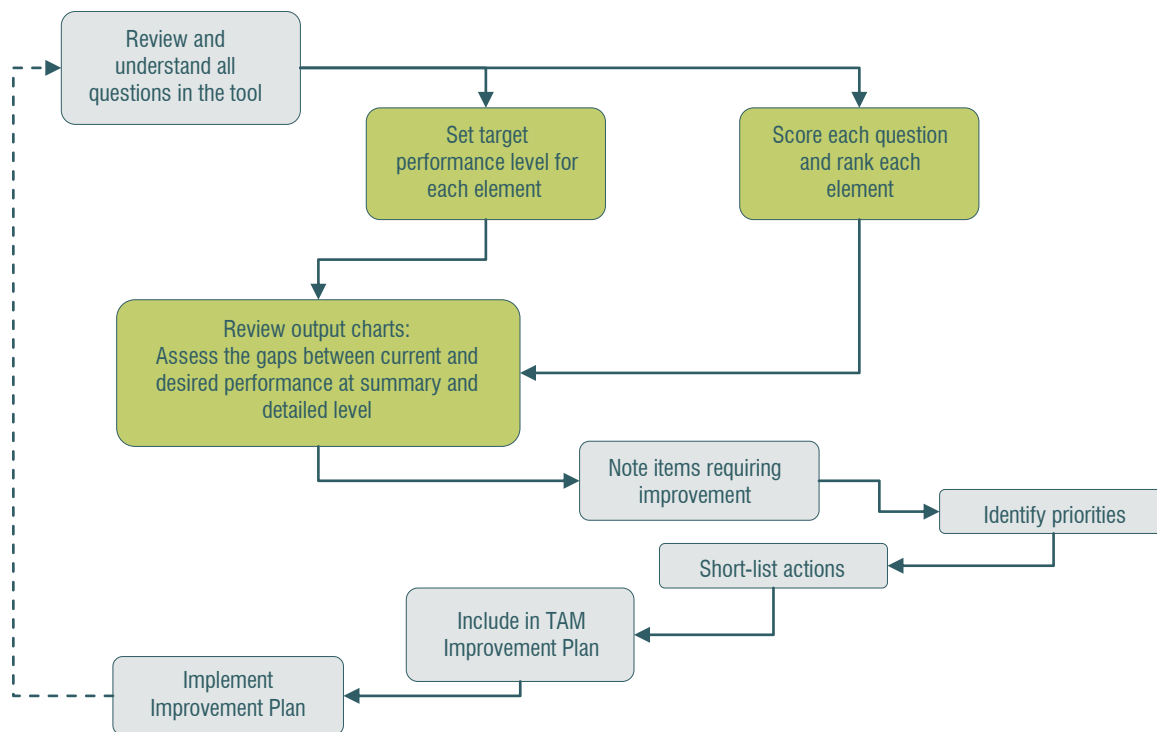 Review and
understand all
questions in the tool
Set target
performance level for
each element
Score each question
and rank each
element
Review output charts:
Assess the gaps between current and
desired performance at summary and
detailed level
Note items requiring
improvement
Identify priorities
Short-list actions
Include in TAM
Improvement Plan
Implement
Improvement Plan